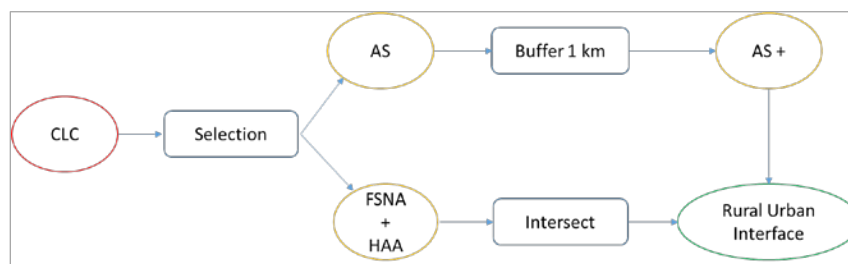 AS
Buffer 1 km
AS +
CLC
Selection
FSNA
+
HAA
Intersect
Rural Urban
Interface